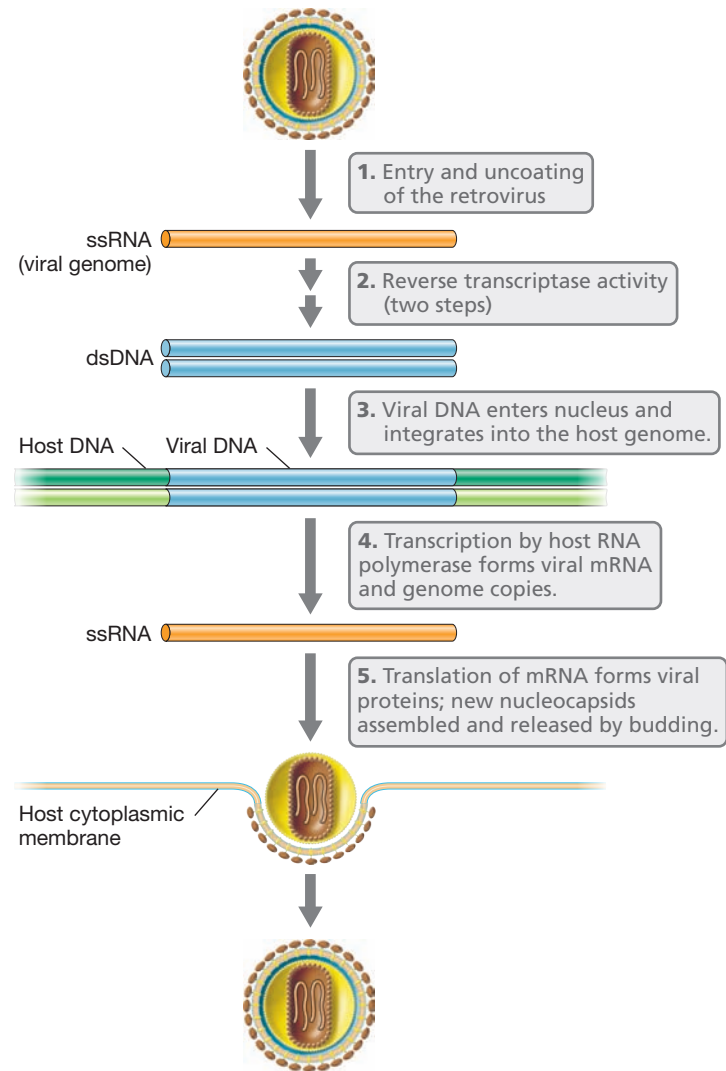 1. Entry and uncoating
of the retrovirus
ssRNA
(viral genome)
2. Reverse transcriptase activity
(two steps)
dsDNA
3. Viral DNA enters nucleus and
integrates into the host genome.
Host DNA
Viral DNA
4. Transcription by host RNA
polymerase forms viral mRNA
and genome copies.
ssRNA
5. Translation of mRNA forms viral
proteins; new nucleocapsids
assembled and released by budding.
Host cytoplasmic
membrane